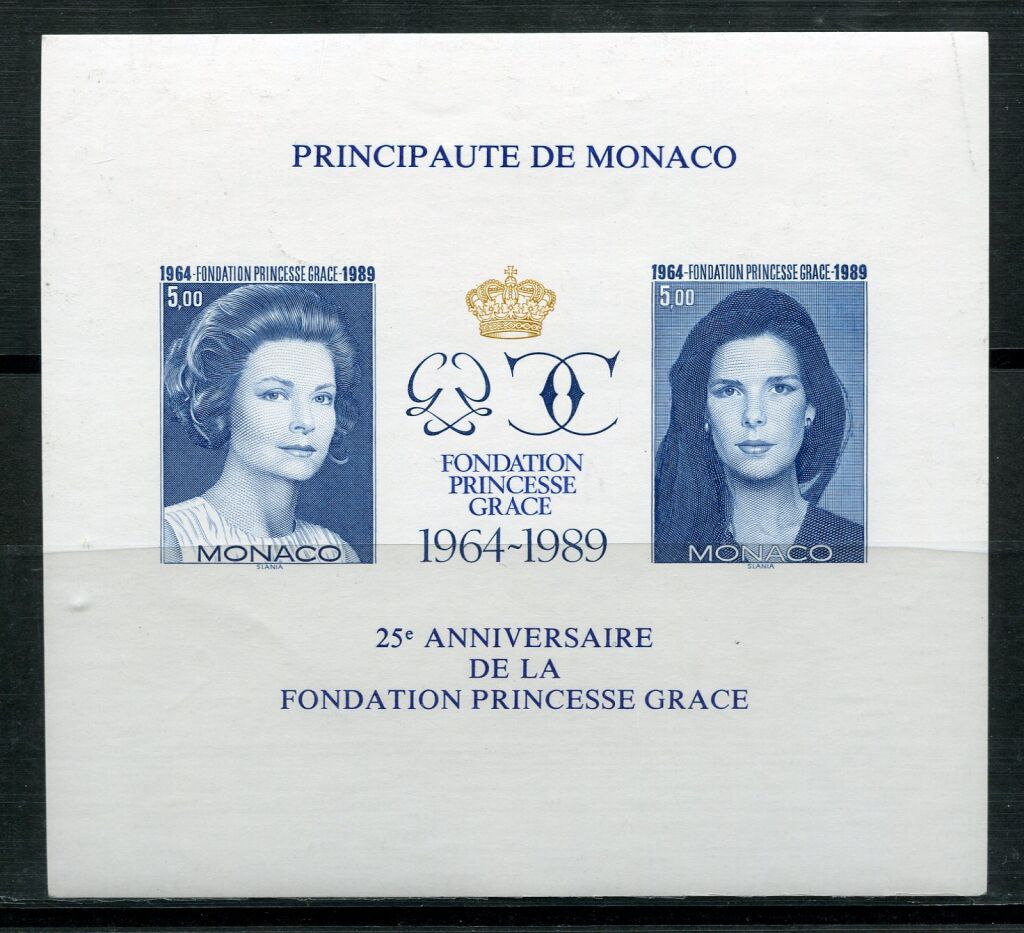 PRINCIPAUTE DE MONACO
1964-FONDATION PRINCESSE GRACE-1989
5,00
MONACO
SLANIA
FONDATION
PRINCESSE
GRACE
1964~1989
1964-FONDATION PRINCESSE GRACE-1989
5,00
MONACO
SLANIA
25e ANNIVERSAIRE
DE LA
FONDATION PRINCESSE GRACE